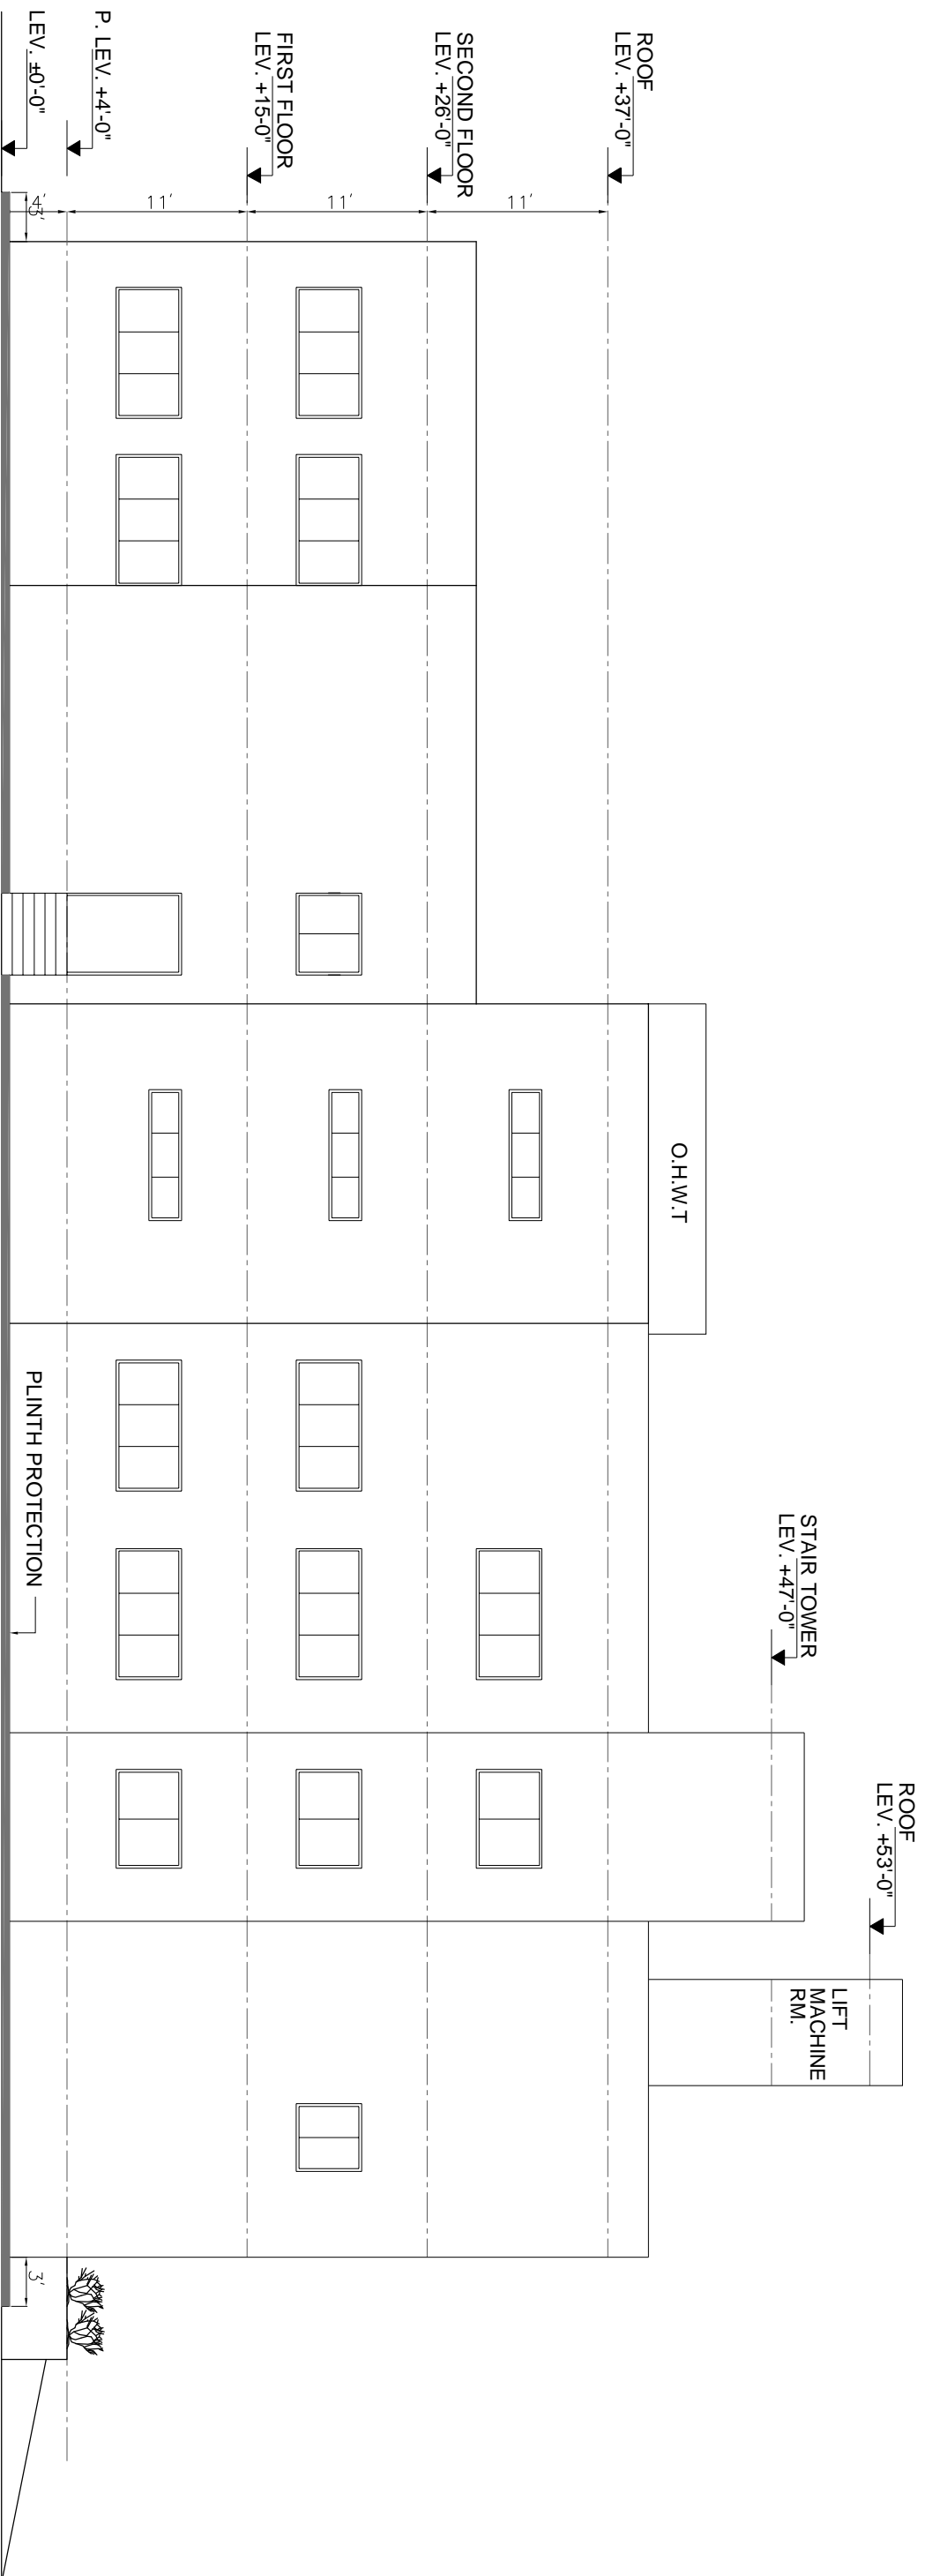 ROOF
LEV. +53'-0"
STAIR TOWER
LEV. +47'-0"
LIFT
MACHINE
RM.
ROOF
LEV. +37'-0"
O.H.W.T
11'
SECOND FLOOR
LEV. +26'-0"
11'
FIRST FLOOR
LEV. +15-0"
11'
P. LEV. +4'-0"
4'
3'
LEV. ±0'-0"
PLINTH PROTECTION
3'